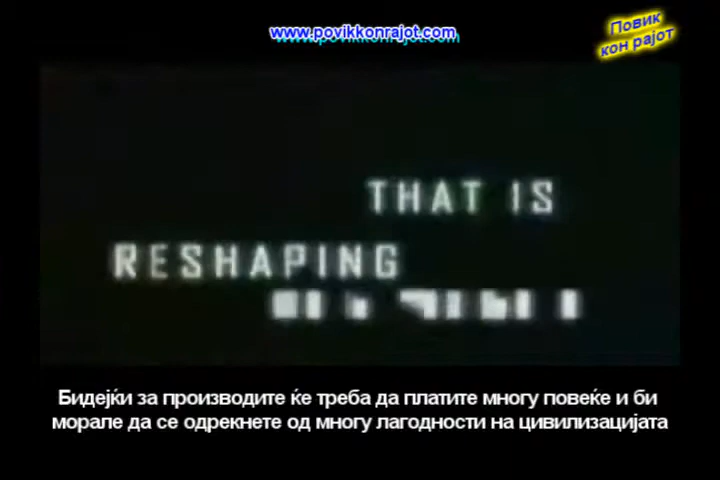 www.povikkonrajot.com
Повик
кон рајот
THAT IS
RESHAPING
Бидејќи за производите ќе треба да платите многу повеќе и би
морале да се одрекнете од многу лагодности на цивилизацијата